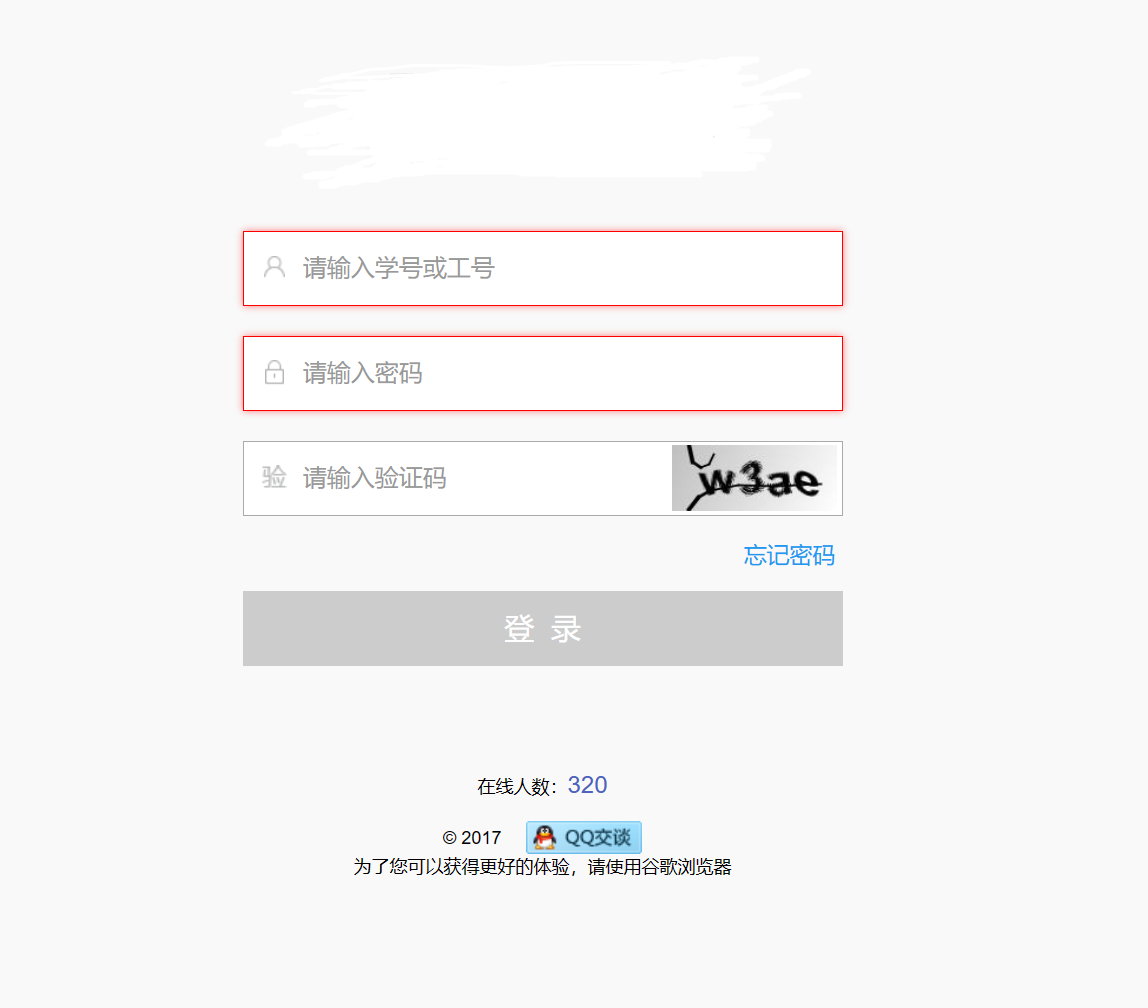 请输入学号或工号
请输入密码
验 请输入验证码 w3ae
忘记密码
登 录
在线人数：320
© 2017 QQ交谈
为了您可以获得更好的体验，请使用谷歌浏览器